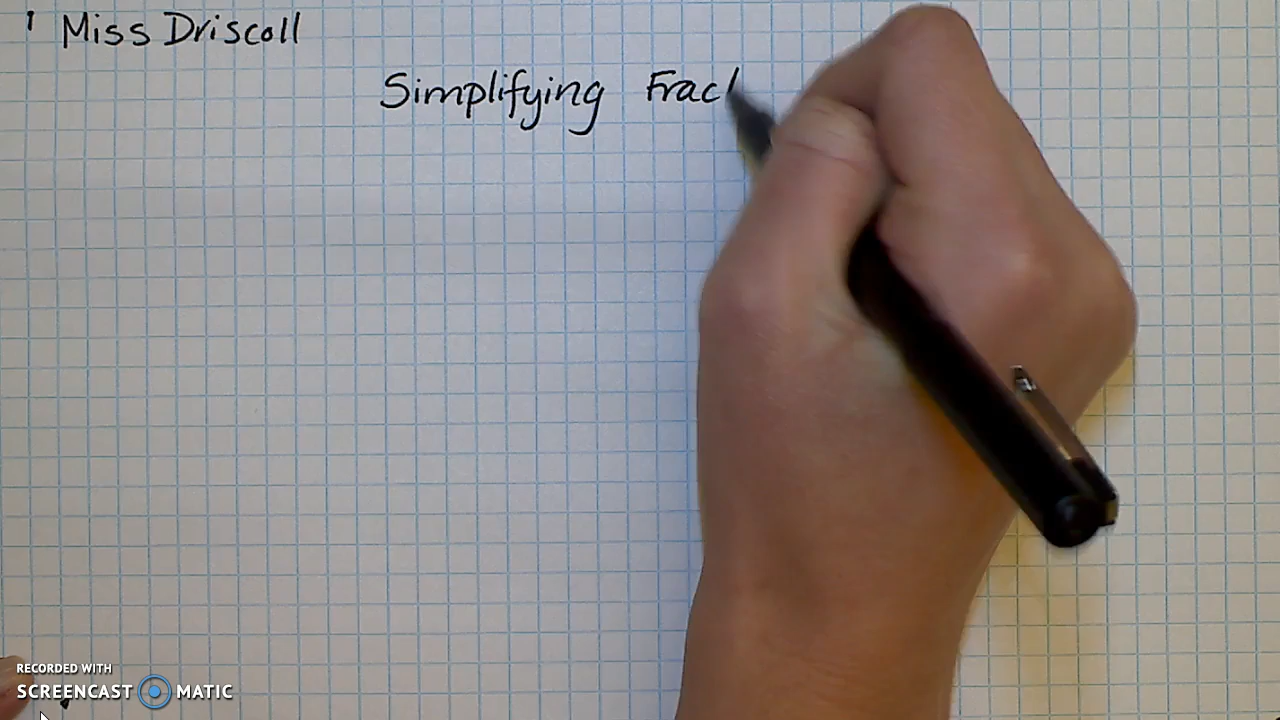 Miss Driscoll
Simplifying Frac
RECORDED WITH
SCREENCAST MATIC